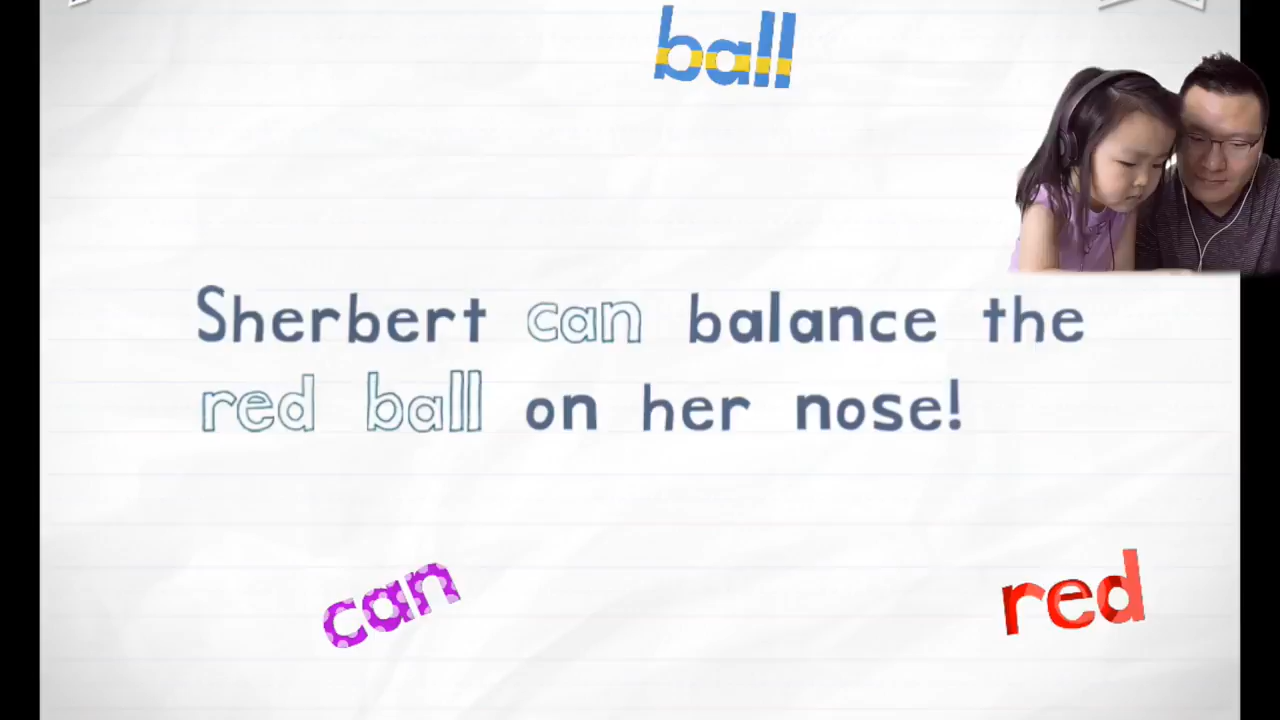 ball
Sherbert can balance the
red ball on her nose!
can
red